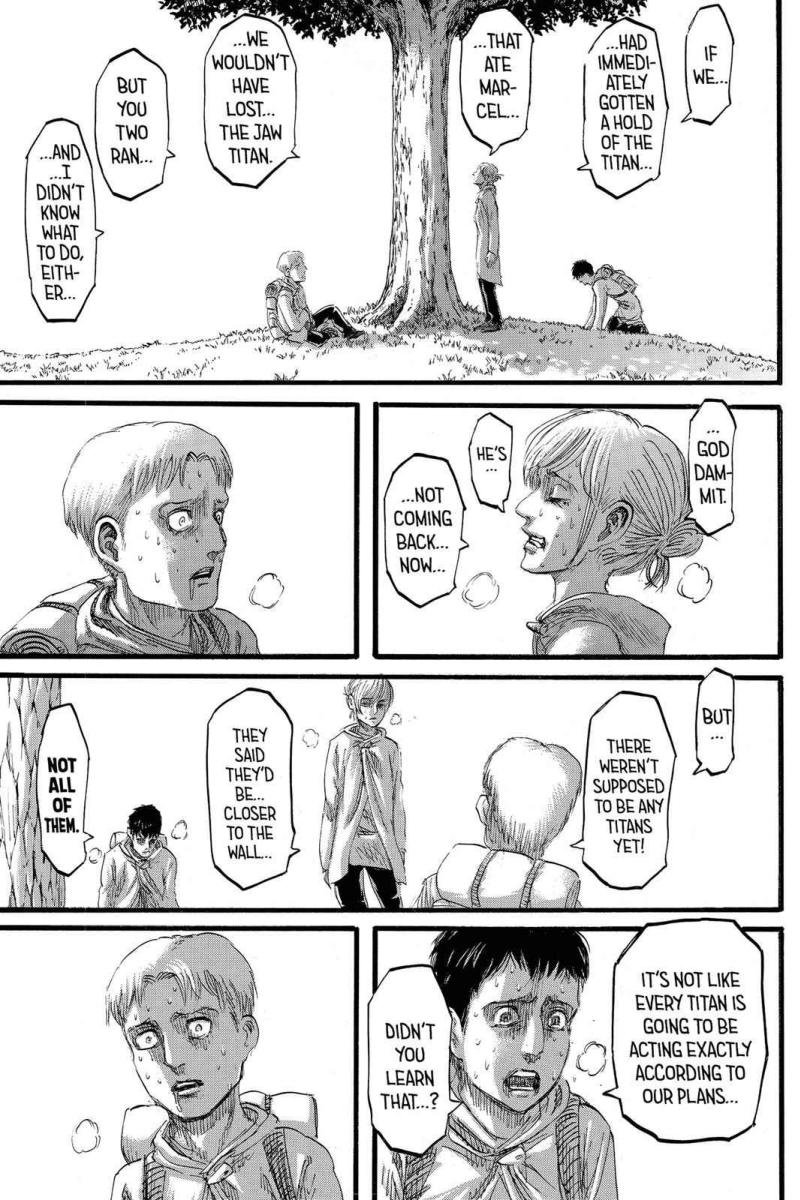 IF
WE...
...HAD
IMMEDI-
ATELY
GOTTEN
A HOLD
OF THE
TITAN...
...THAT
ATE
MAR-
CEL...
...WE
WOULDN'T
HAVE
LOST...
THE JAW
TITAN.
BUT
YOU
TWO
RAN...
...AND
...I
DIDN'T
KNOW
WHAT
TO DO,
EITH-
ER...
...
GOD
DAM-
MIT.
HE'S
...
...NOT
COMING
BACK...
NOW...
BUT
...
THERE
WEREN'T
SUPPOSED
TO BE ANY
TITANS
YET!
THEY
SAID
THEY'D
BE...
CLOSER
TO THE
WALL...
NOT
ALL
OF
THEM.
IT'S NOT LIKE
EVERY TITAN IS
GOING TO BE
ACTING EXACTLY
ACCORDING TO
OUR PLANS...
DIDN'T
YOU
LEARN
THAT...?